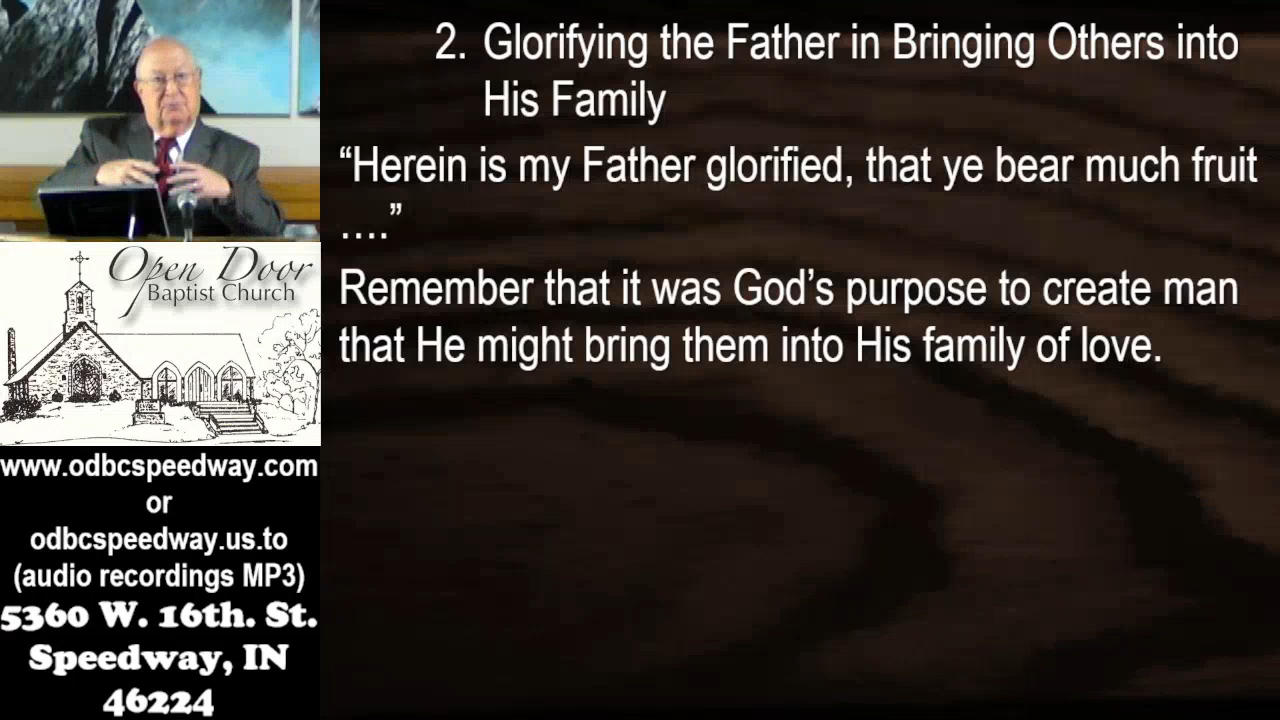 2. Glorifying the Father in Bringing Others into
His Family
“Herein is my Father glorified, that ye bear much fruit
….”
Remember that it was God’s purpose to create man
that He might bring them into His family of love.
Open Door
Baptist Church
www.odbcspeedway.com
or
odbcspeedway.us.to
(audio recordings MP3)
5360 W. 16th. St.
Speedway, IN
46224